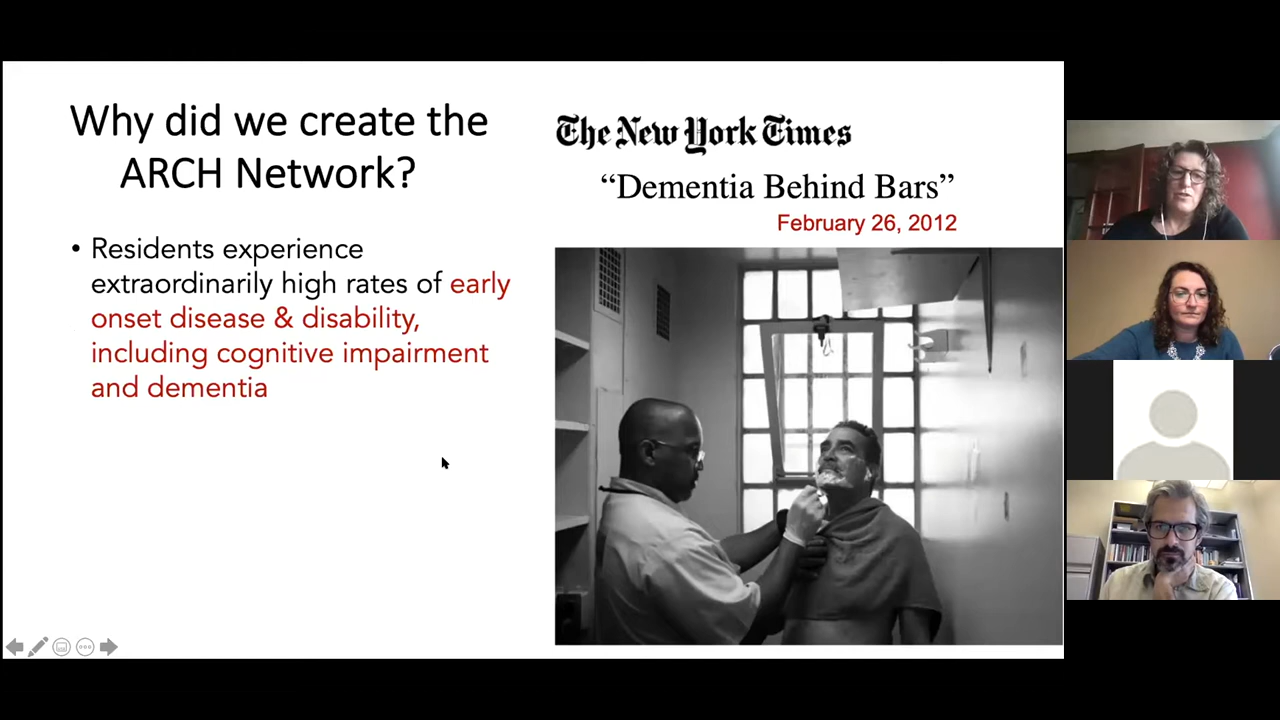 Why did we create the
ARCH Network?
• Residents experience
extraordinarily high rates of early
onset disease & disability,
including cognitive impairment
and dementia
The New York Times
“Dementia Behind Bars”
February 26, 2012